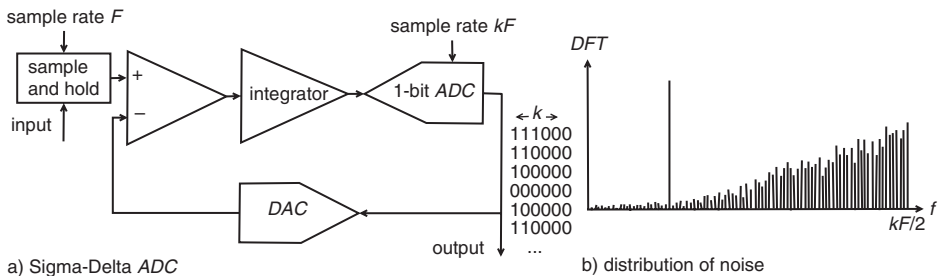 sample rate F
sample
and hold
input
+
−
integrator
sample rate kF
1-bit ADC
DAC
output
k
111000
110000
100000
000000
100000
110000
...
a) Sigma-Delta ADC
DFT
f
kF/2
b) distribution of noise